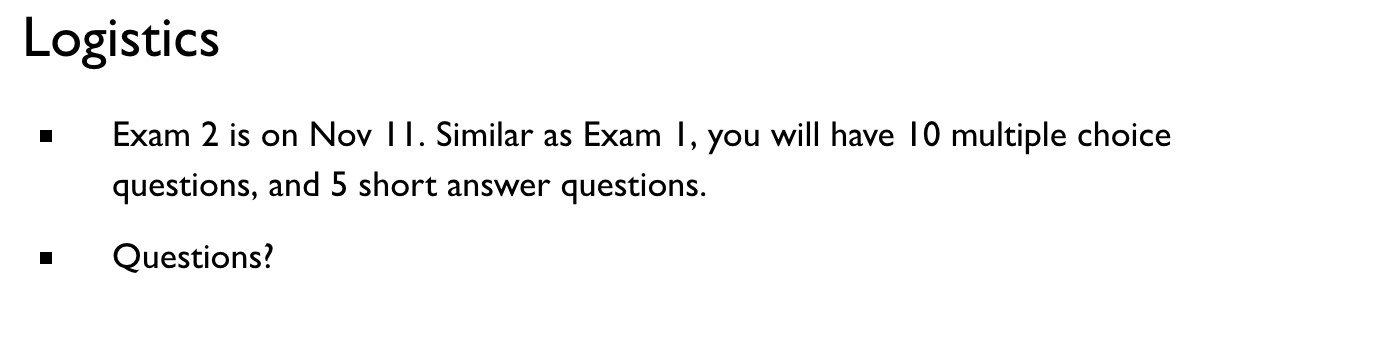 Logistics
▪ Exam 2 is on Nov 11. Similar as Exam 1, you will have 10 multiple choice
questions, and 5 short answer questions.
▪ Questions?